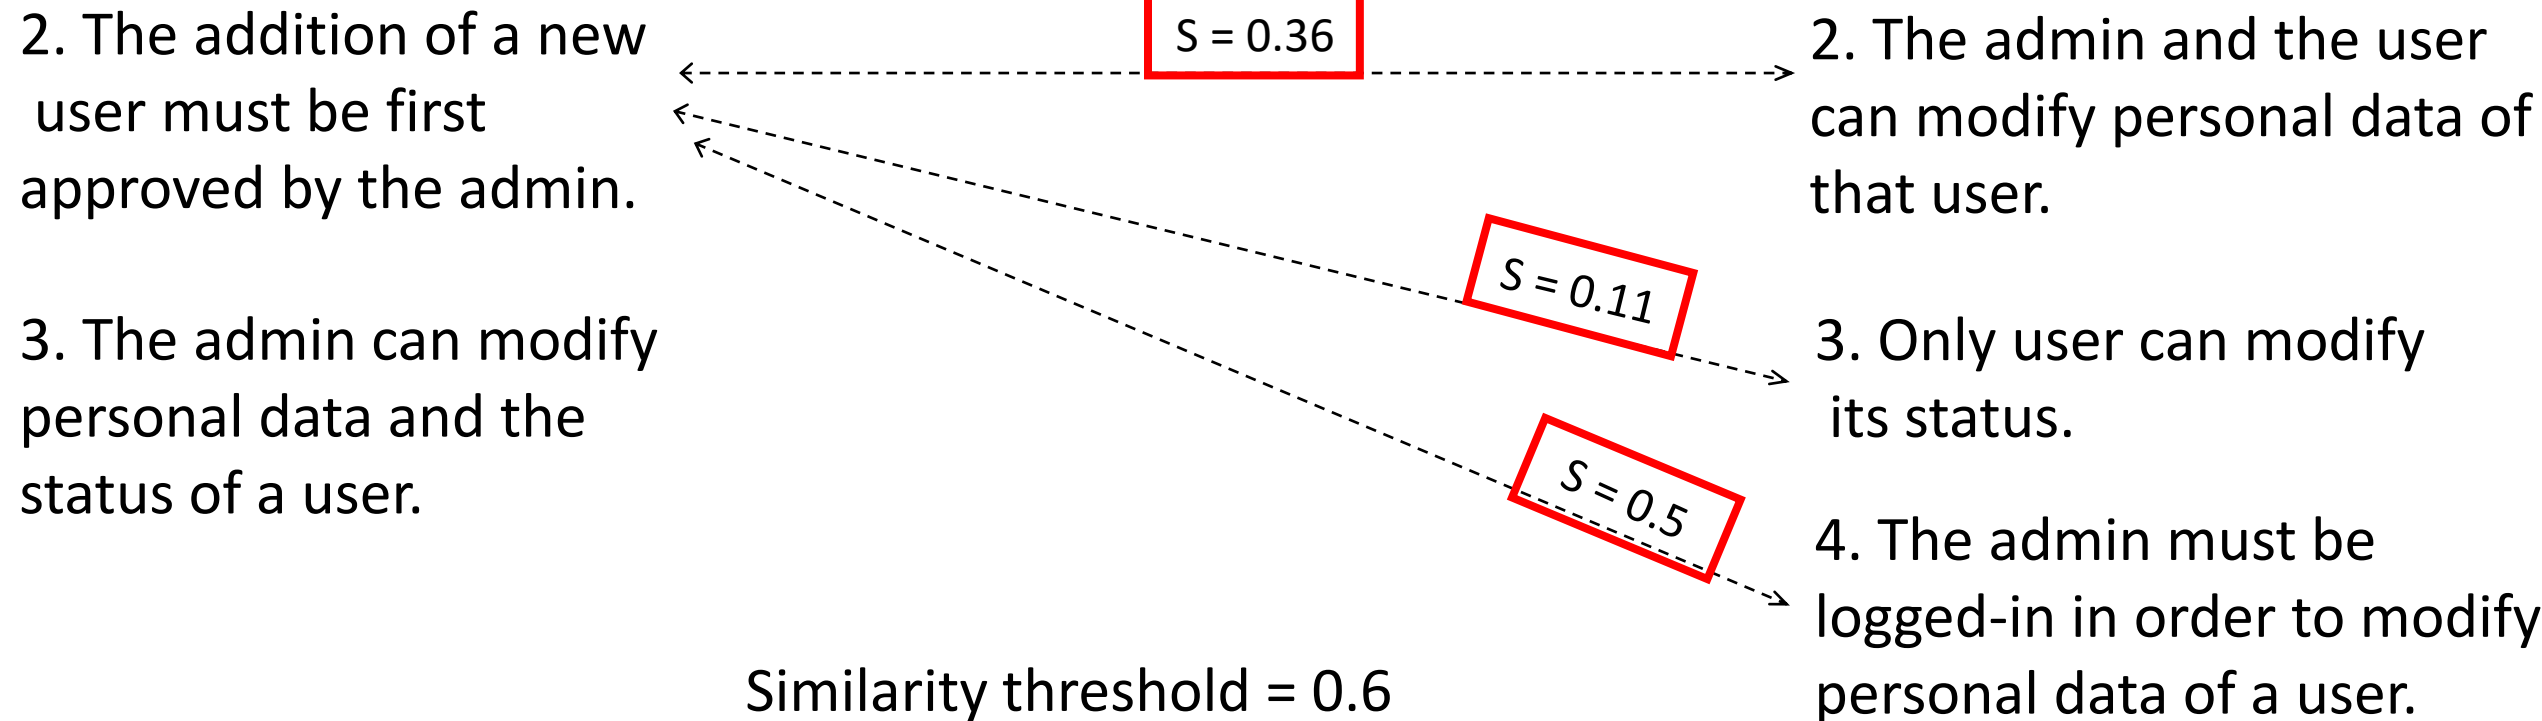 2. The addition of a new
user must be first
approved by the admin.
3. The admin can modify
personal data and the
status of a user.
S = 0.36
S = 0.11
S = 0.5
2. The admin and the user
can modify personal data of
that user.
3. Only user can modify
its status.
4. The admin must be
logged-in in order to modify
personal data of a user.
Similarity threshold = 0.6